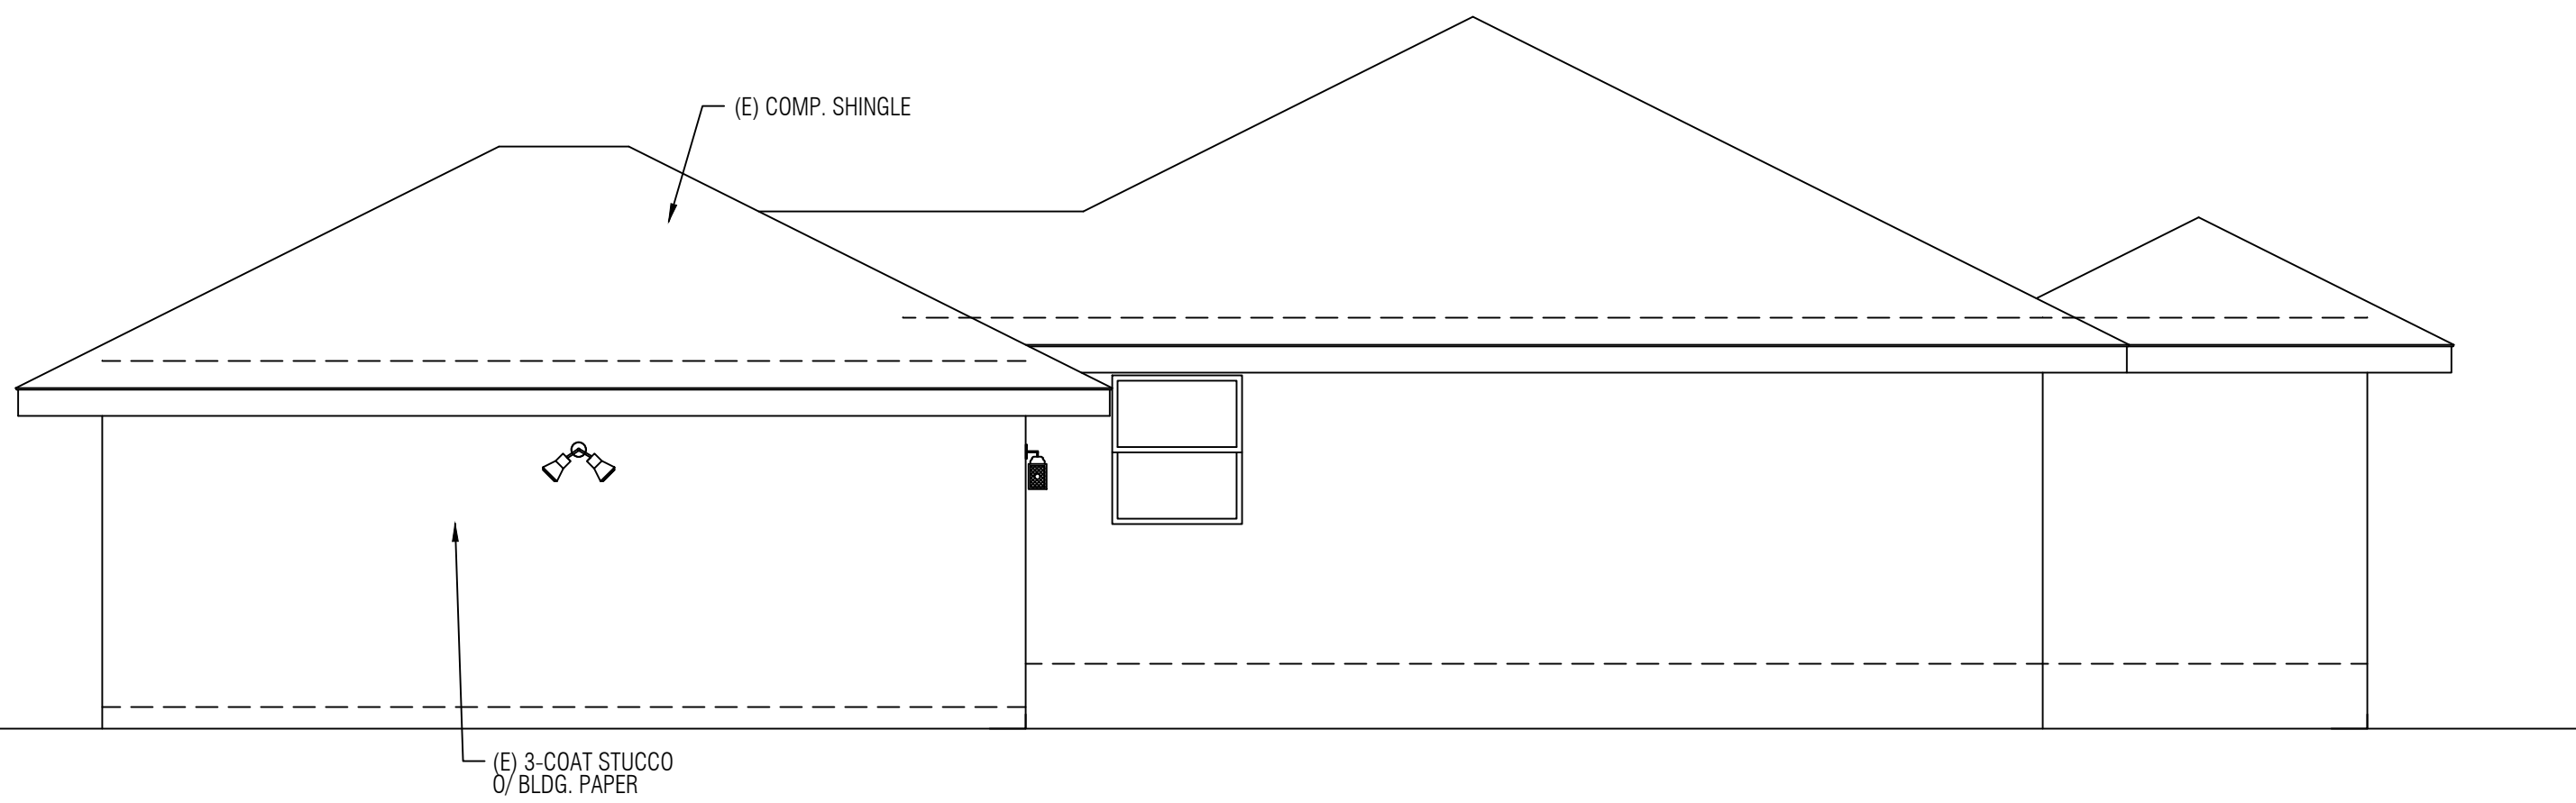 (E) COMP. SHINGLE
(E) 3-COAT STUCCO
O/ BLDG. PAPER